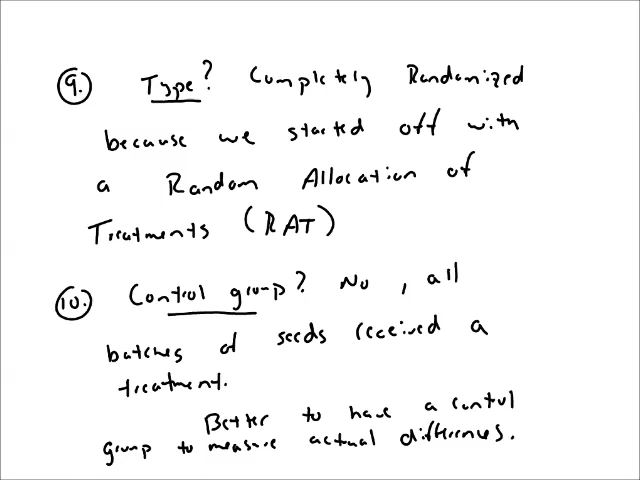 9. Type? Completely Randomized
because we started off with
a Random Allocation of
Treatments (RAT)
10. Control group? No, all
batches of seeds received a
treatment.
Better to have a control
group to measure actual differences.